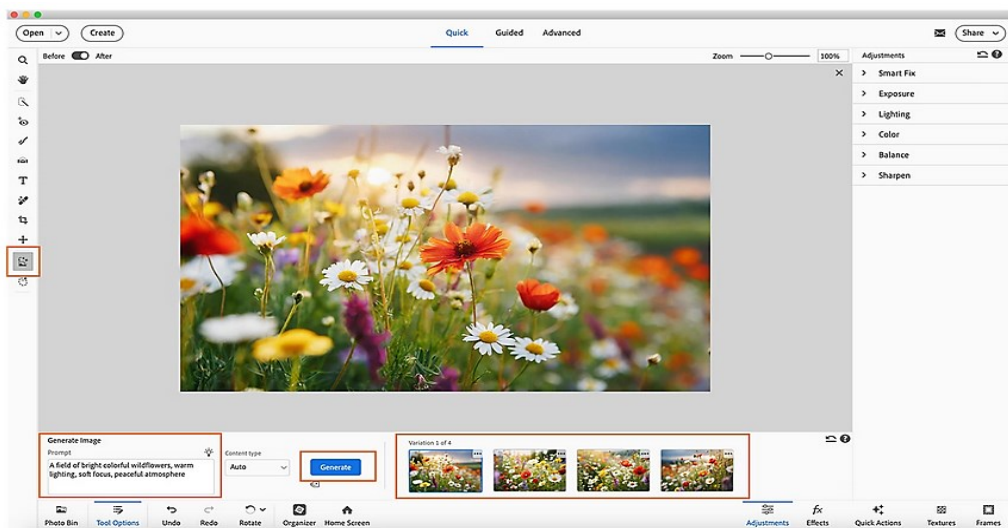 Open
Create
Quick
Guided
Advanced
Share
Before
After
Zoom
100%
Adjustments
Smart Fix
Exposure
Lighting
Color
Balance
Sharpen
T
Generate Image
Prompt
A field of bright colorful wildflowers, warm
lighting, soft focus, peaceful atmosphere
Content type
Auto
Generate
Variation 1 of 4
Photo Bin
Tool Options
Undo
Redo
Rotate
Organizer
Home Screen
Adjustments
fx
Effects
Quick Actions
Textures
Frames